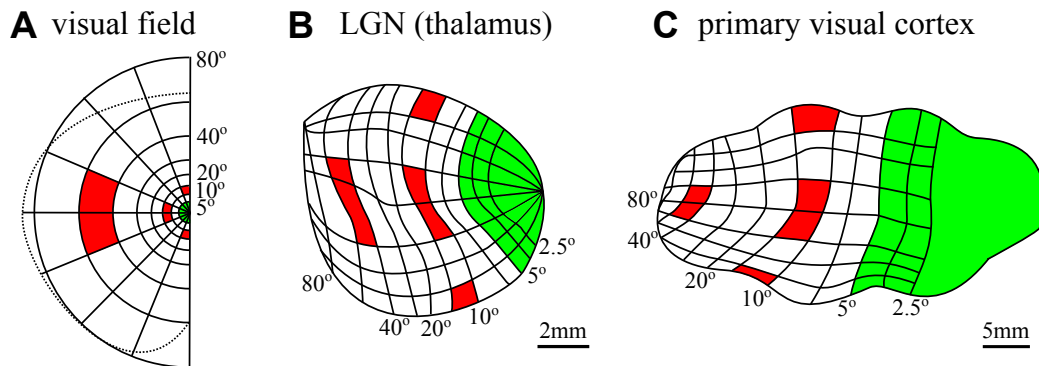 A visual field
80º
40º
20º
10º
5º
B LGN (thalamus)
2.5º
5º
10º
20º
40º
80º
2mm
C primary visual cortex
80º
40º
20º
10º
5º
2.5º
5mm